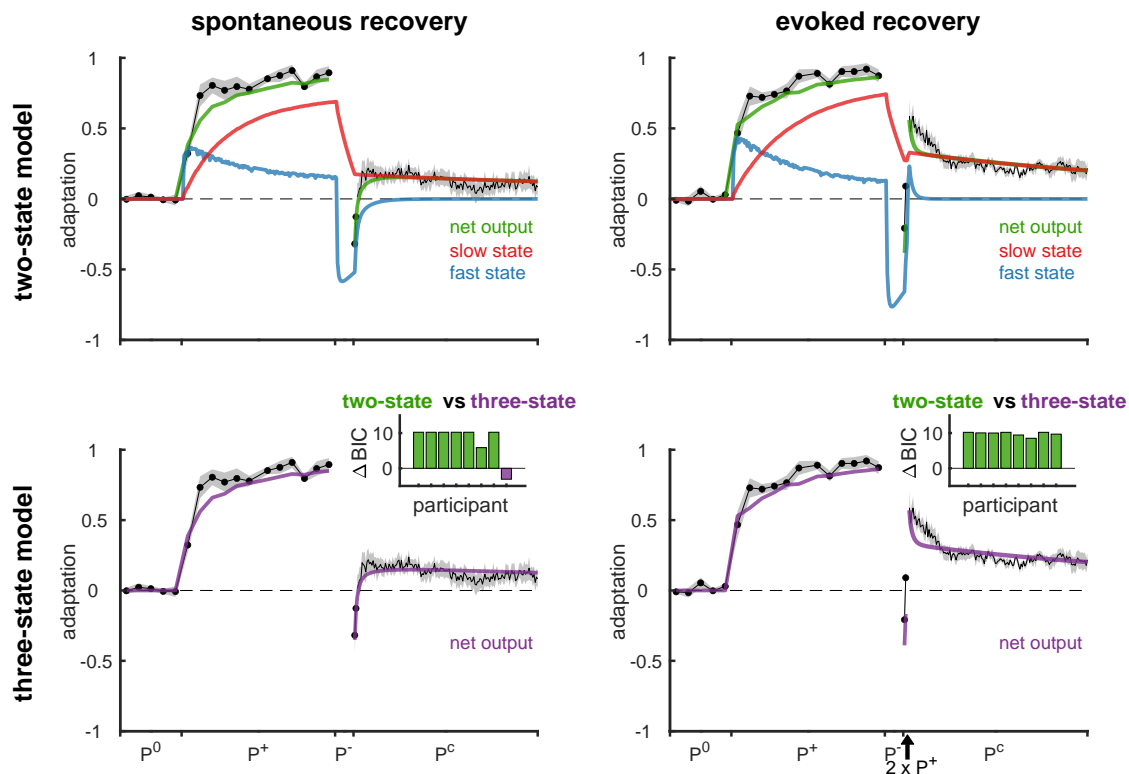 spontaneous recovery
evoked recovery
two-state model
adaptation
1
0.5
0
-0.5
-1
net output
slow state
fast state
adaptation
1
0.5
0
-0.5
-1
net output
slow state
fast state
three-state model
adaptation
1
0.5
0
-0.5
-1
two-state vs three-state
Δ BIC
10
0
participant
net output
P⁰
P⁺
P⁻
Pᶜ
adaptation
1
0.5
0
-0.5
-1
two-state vs three-state
Δ BIC
10
0
participant
net output
P⁰
P⁺
P⁻
Pᶜ
2 x P⁺